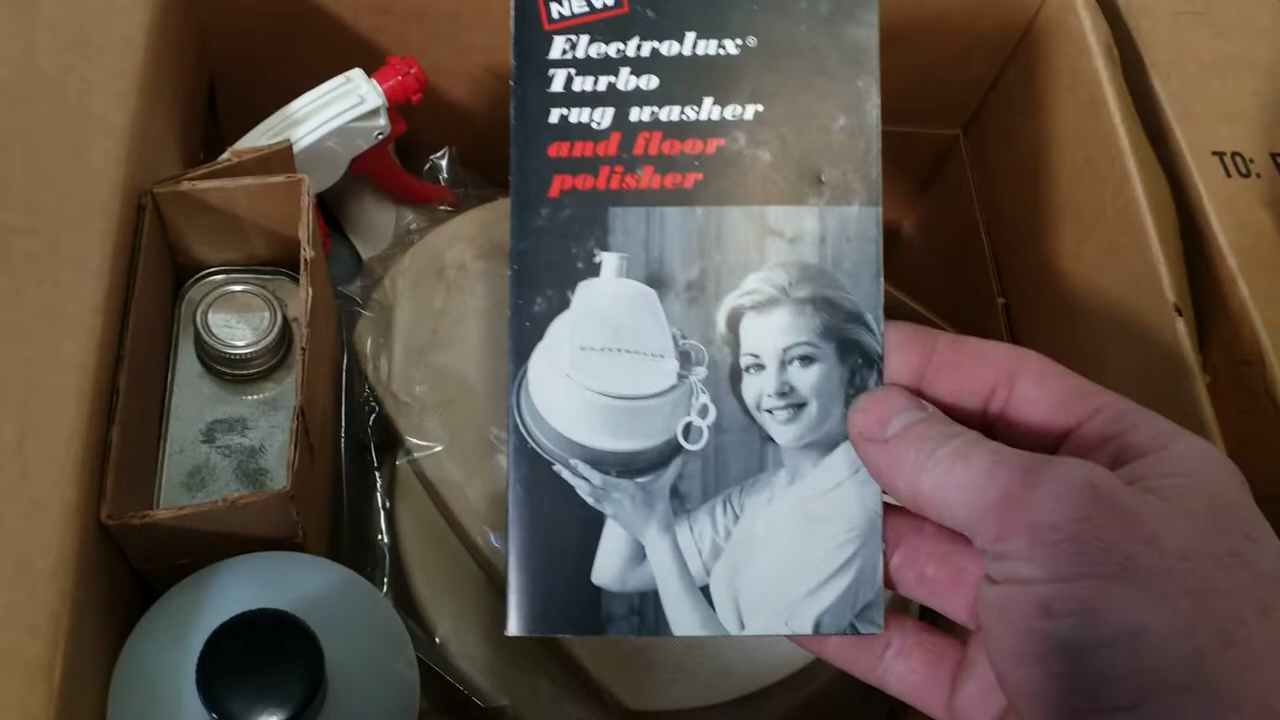 NEW
Electrolux®
Turbo
rug washer
and floor
polisher
ELECTROLUX
TO: